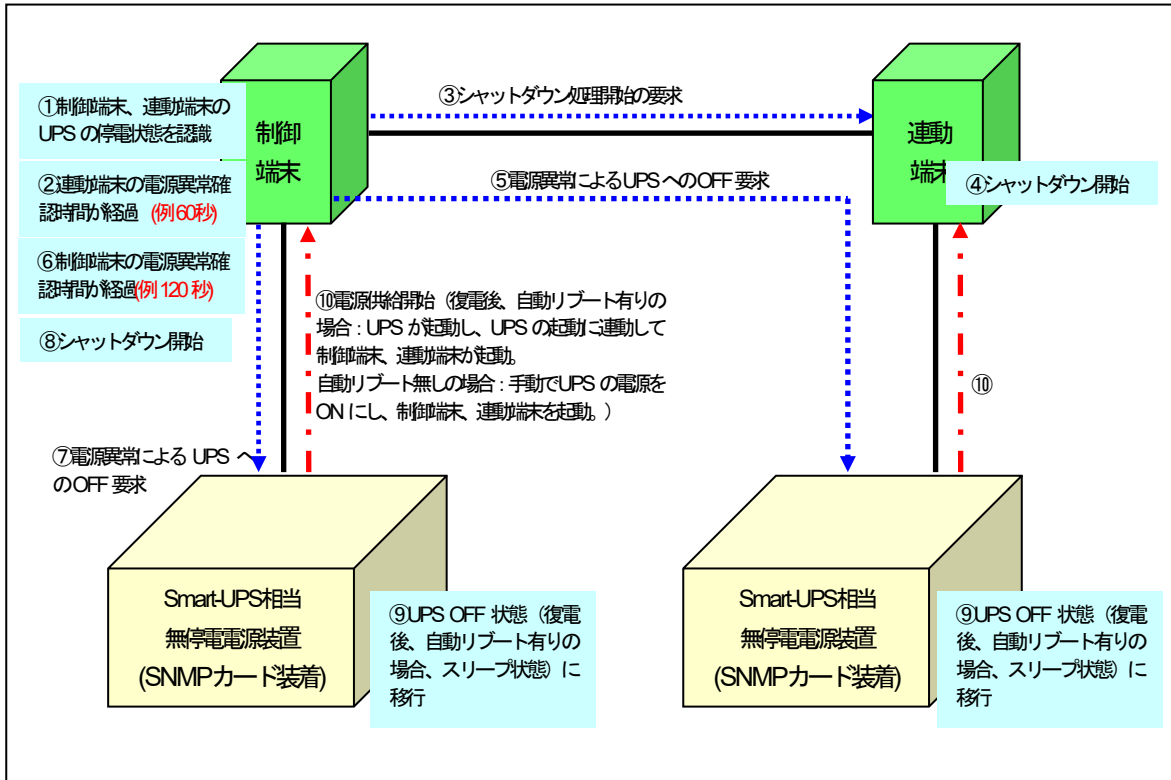 ①制御端末、連動端末の
UPS の停電状態を認識
②連動端末の電源異常確
認時間が経過 (例60秒)
⑥制御端末の電源異常確
認時間が経過(例120 秒)
⑧シャットダウン開始
制御
端末
③シャットダウン処理開始の要求
⑤電源異常によるUPS へのOFF 要求
連動
端末
④シャットダウン開始
⑩電源供給開始（復電後、自動リブート有りの
場合：UPS が起動し、UPS の起動に連動して
制御端末、連動端末が起動。
自動リブート無しの場合：手動でUPS の電源を
ON にし、制御端末、連動端末を起動。）
⑩
⑦電源異常による UPS へ
のOFF 要求
Smart-UPS相当
無停電電源装置
(SNMPカード装着)
⑨UPS OFF 状態（復電
後、自動リブート有りの
場合、スリープ状態）に
移行
Smart-UPS相当
無停電電源装置
(SNMPカード装着)
⑨UPS OFF 状態（復電
後、自動リブート有りの
場合、スリープ状態）に
移行